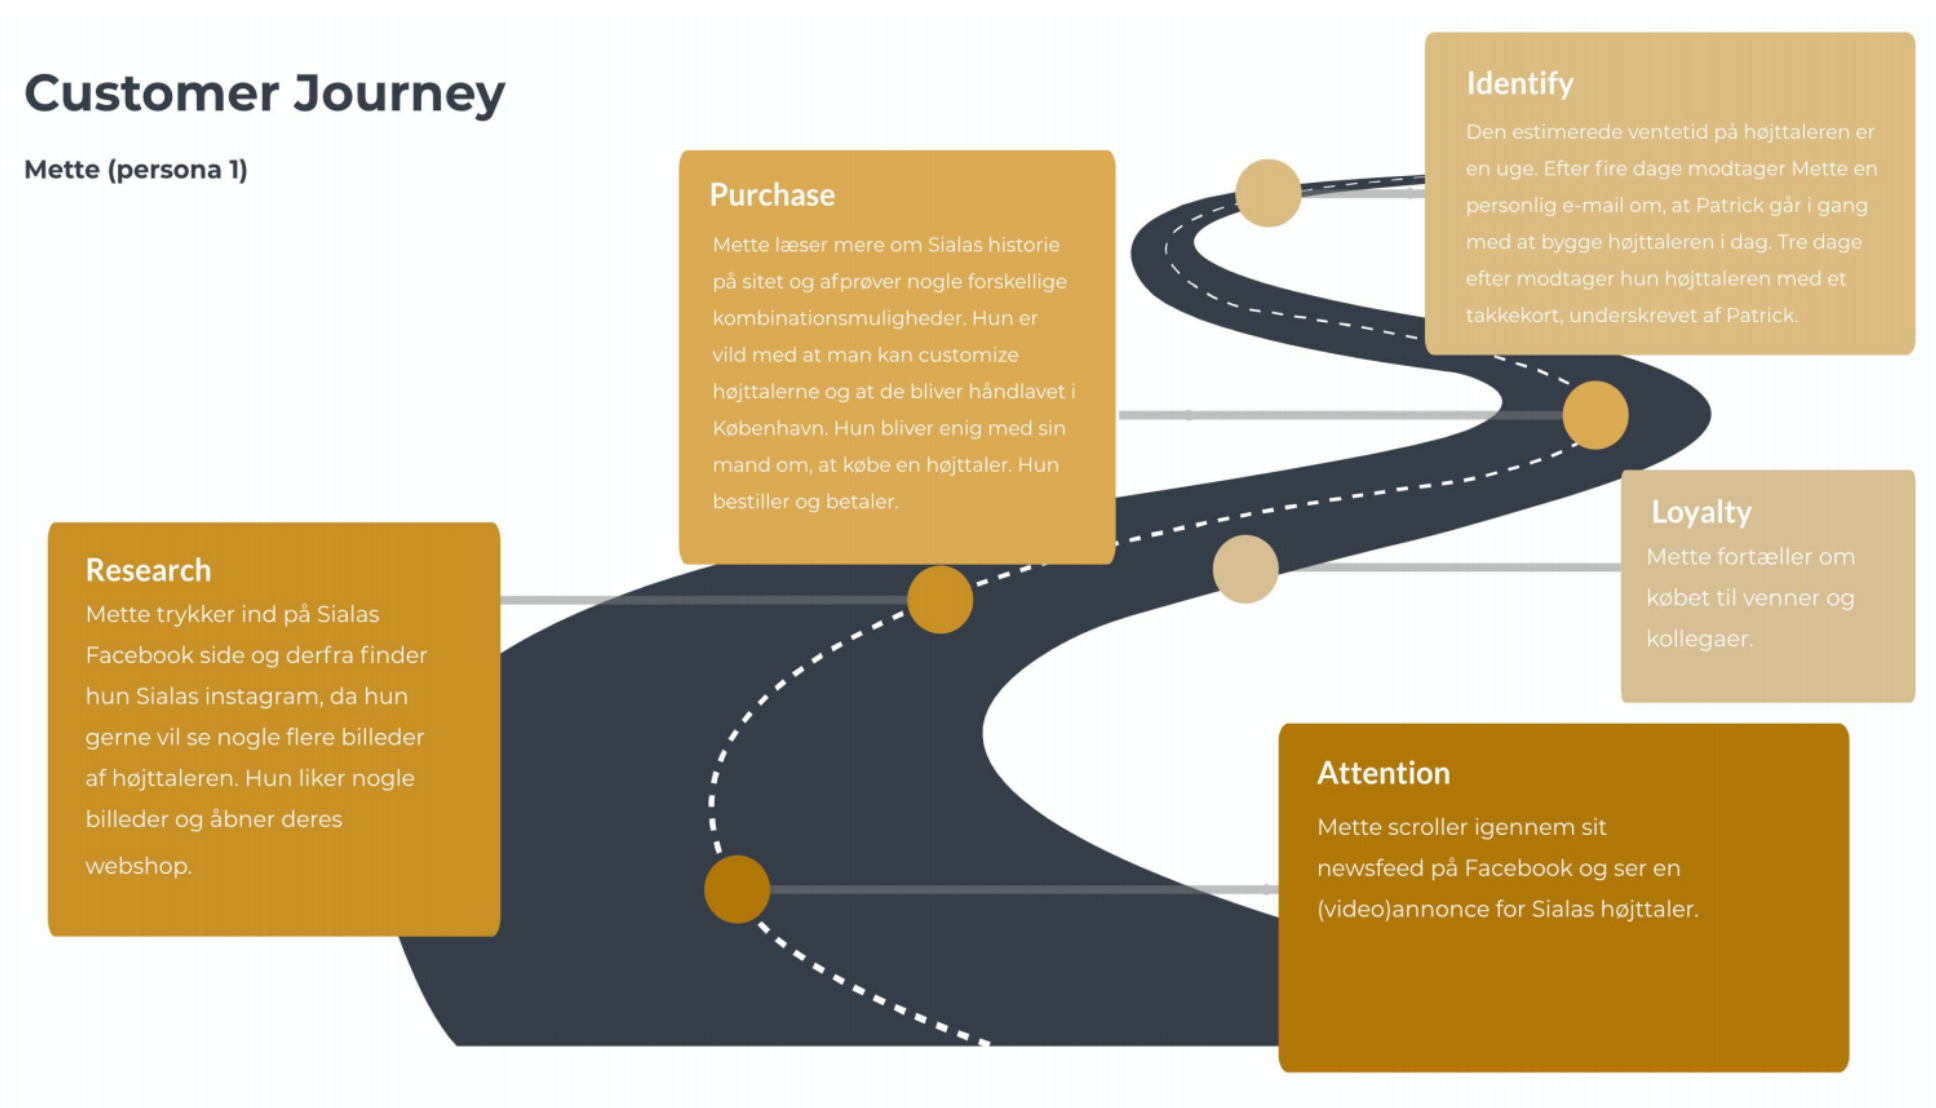 Customer Journey
Mette (persona 1)
Identify
Den estimerede ventetid på højttaleren er
en uge. Efter fire dage modtager Mette en
personlig e-mail om, at Patrick går i gang
med at bygge højttaleren i dag. Tre dage
efter modtager hun højttaleren med et
takkekort, underskrevet af Patrick.
Purchase
Mette læser mere om Sialas historie
på sitet og afprøver nogle forskellige
kombinationsmuligheder. Hun er
vild med at man kan customize
højttalerne og at de bliver håndlavet i
København. Hun bliver enig med sin
mand om, at købe en højttaler. Hun
bestiller og betaler.
Loyalty
Mette fortæller om
købet til venner og
kollegaer.
Research
Mette trykker ind på Sialas
Facebook side og derfra finder
hun Sialas instagram, da hun
gerne vil se nogle flere billeder
af højttaleren. Hun liker nogle
billeder og åbner deres
webshop.
Attention
Mette scroller igennem sit
newsfeed på Facebook og ser en
(video)annonce for Sialas højttaler.